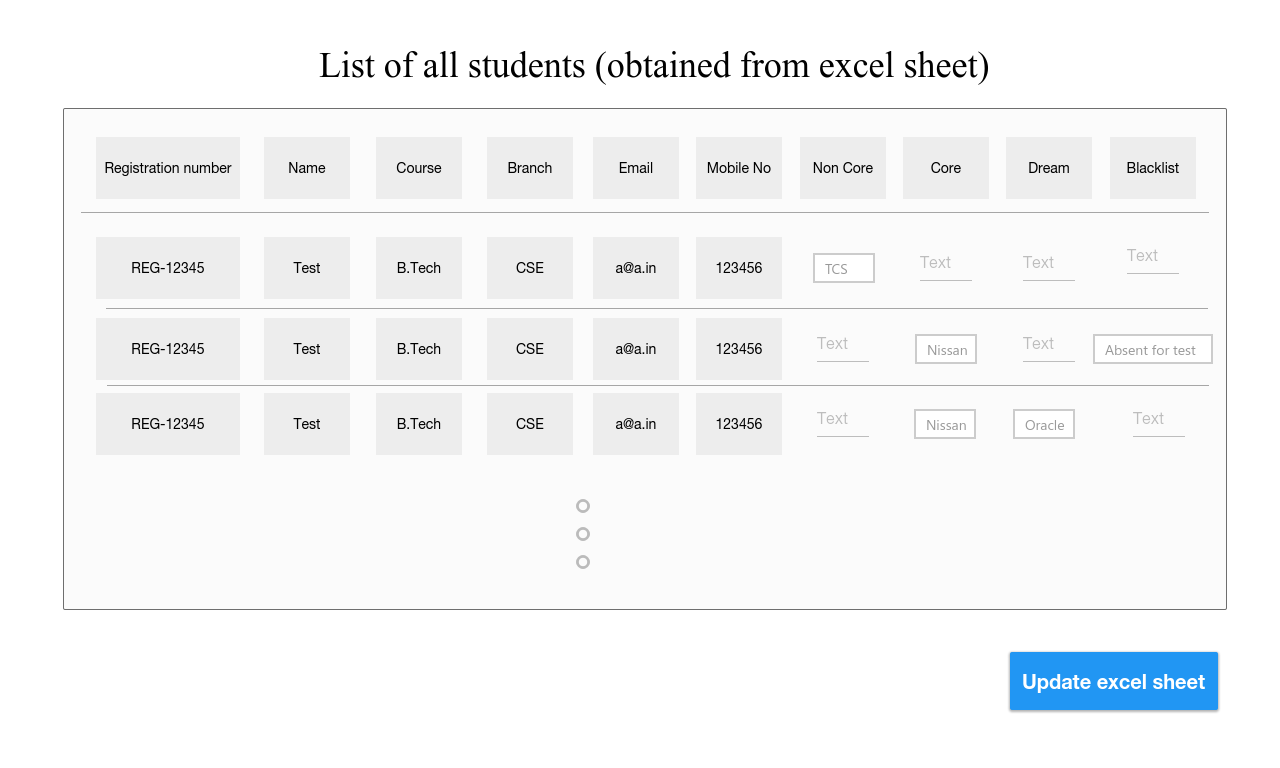 List of all students (obtained from excel sheet)
Registration number Name Course Branch Email Mobile No Non Core Core Dream Blacklist
REG-12345 Test B.Tech CSE a@a.in 123456 TCS Text Text Text
REG-12345 Test B.Tech CSE a@a.in 123456 Text Nissan Text Absent for test
REG-12345 Test B.Tech CSE a@a.in 123456 Text Nissan Oracle Text
Update excel sheet